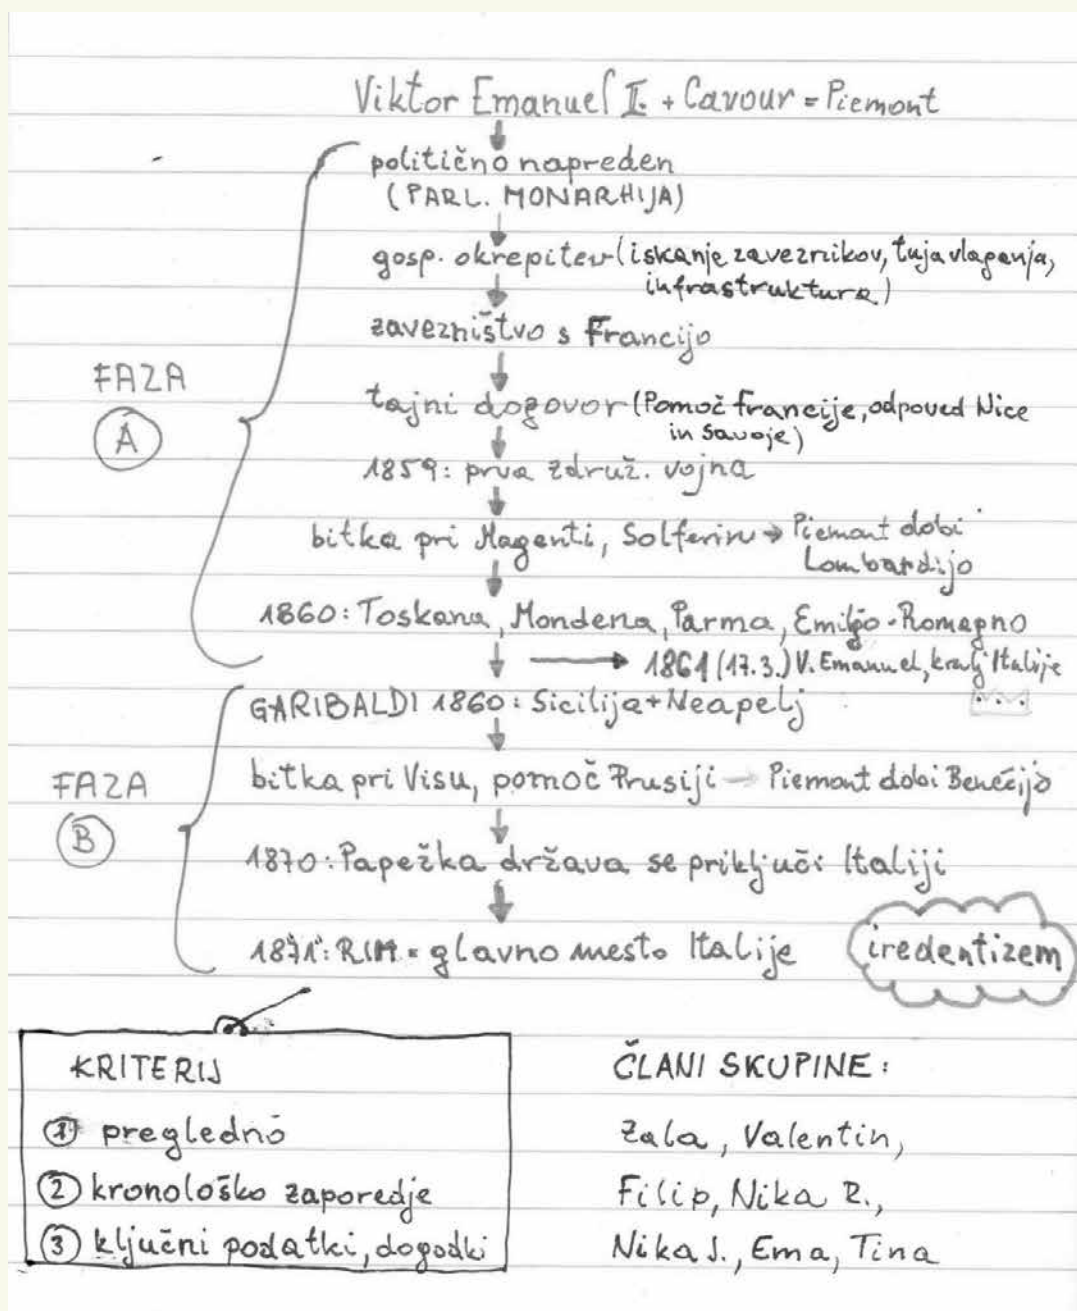 Viktor Emanuel II. + Cavour = Piemont
politično napreden
(PARL. MONARHIJA)
gosp. okrepitev (iskanje zaveznikov, tuja vlaganja,
infrastruktura)
zavezništvo s Francijo
FAZA
A
tajni dogovor (Pomoč Francije, odpoved Nice
in Savoje)
1859: prva združ. vojna
bitka pri Magenti, Solferinu → Piemont dobi
Lombardijo
1860: Toskana, Mondena, Parma, Emiljo-Romagno
→ 1861 (17.3.) V. Emanuel, kralj Italije
GARIBALDI 1860: Sicilija + Neapelj
FAZA
B
bitka pri Visu, pomoč Prusiji → Piemont dobi Benečijo
1870: Papežka država se priključi Italiji
1871: RIM = glavno mesto Italije
iredentizem
KRITERIJ
1 pregledno
2 kronološko zaporedje
3 ključni podatki, dogodki
ČLANI SKUPINE:
Zala, Valentin,
Filip, Nika R.,
Nika J., Ema, Tina